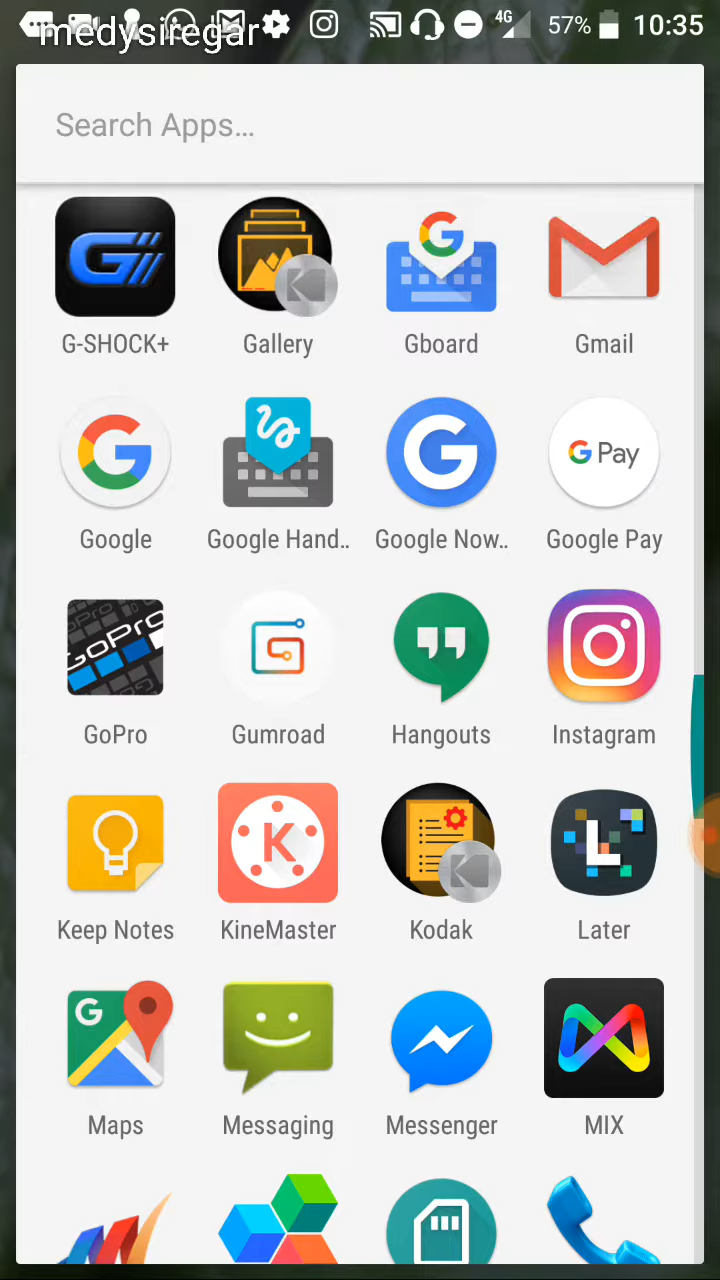 medysiregar
4G 57% 10:35
Search Apps...
G-SHOCK+ Gallery Gboard Gmail
G Pay
Google Google Hand.. Google Now.. Google Pay
GoPro
GoPro Gumroad Hangouts Instagram
K
L
Keep Notes KineMaster Kodak Later
G
Maps Messaging Messenger MIX